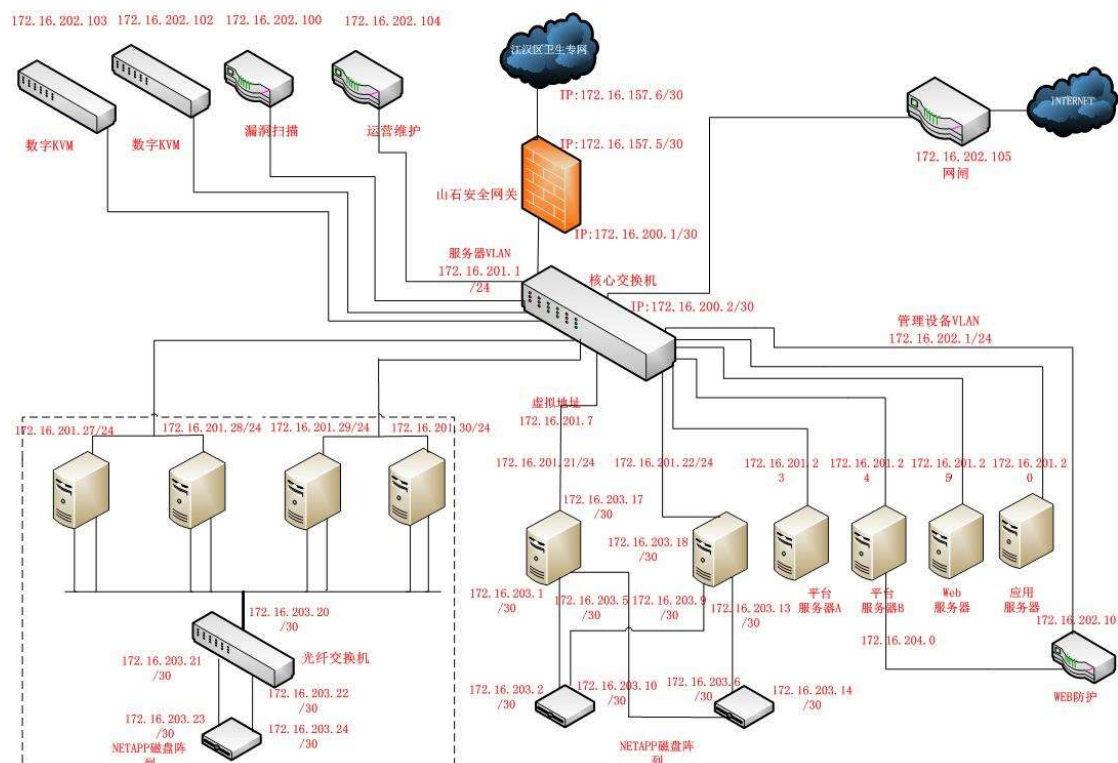 172.16.202.103
172.16.202.102
172.16.202.100
172.16.202.104
数字KVM
数字KVM
漏洞扫描
运营维护
江汉区卫生专网
IP:172.16.157.6/30
IP:172.16.157.5/30
山石安全网关
IP:172.16.200.1/30
INTERNET
172.16.202.105
网闸
服务器VLAN
172.16.201.1
/24
核心交换机
IP:172.16.200.2/30
管理设备VLAN
172.16.202.1/24
虚拟地址
172.16.201.7
172.16.201.27/24
172.16.201.28/24
172.16.201.29/24
172.16.201.30/24
172.16.201.21/24
172.16.201.22/24
172.16.201.2
3
172.16.201.2
4
172.16.201.2
9
172.16.201.2
0
172.16.203.17
/30
172.16.203.18
/30
172.16.203.1
/30
172.16.203.5
/30
172.16.203.9
/30
172.16.203.13
/30
平台
服务器A
平台
服务器B
Web
服务器
应用
服务器
172.16.204.0
172.16.202.10
WEB防护
172.16.203.20
/30
光纤交换机
172.16.203.21
/30
172.16.203.22
/30
172.16.203.23
/30
172.16.203.24
/30
NETAPP磁盘阵
列
172.16.203.2
/30
172.16.203.10
/30
172.16.203.6
/30
172.16.203.14
/30
NETAPP磁盘阵
列